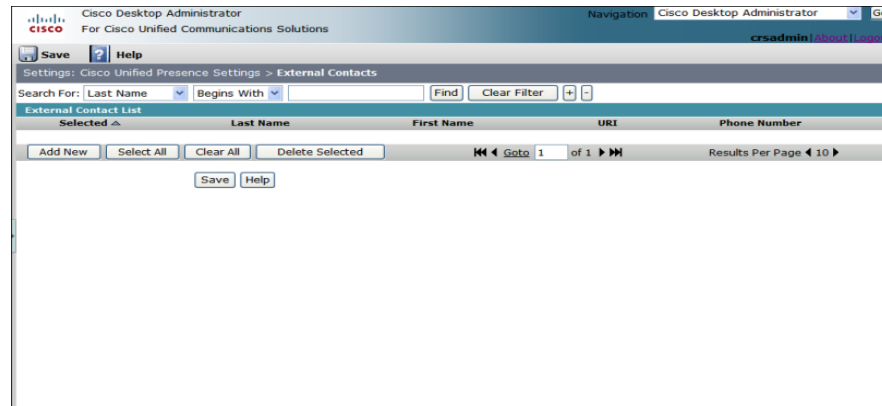 Cisco Desktop Administrator
Navigation Cisco Desktop Administrator
CISCO For Cisco Unified Communications Solutions
crsadmin | About |
Save ? Help
Settings: Cisco Unified Presence Settings > External Contacts
Search For: Last Name Begins With Find Clear Filter + -
External Contact List
Selected Last Name First Name URI Phone Number
Add New Select All Clear All Delete Selected Goto 1 of 1 Results Per Page 10
Save Help